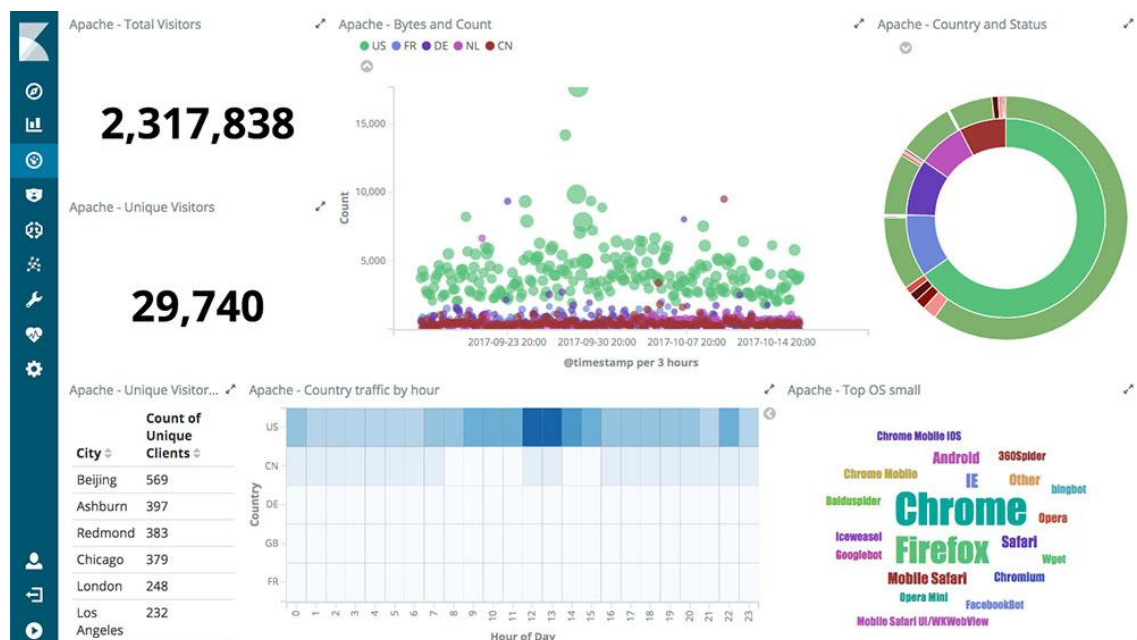 Apache - Total Visitors
2,317,838
Apache - Unique Visitors
29,740
Apache - Bytes and Count
US FR DE NL CN
15,000
10,000
5,000
Count
2017-09-23 20:00 2017-09-30 20:00 2017-10-07 20:00 2017-10-14 20:00
@timestamp per 3 hours
Apache - Country and Status
Apache - Unique Visitor...
City Count of Unique Clients
Beijing 569
Ashburn 397
Redmond 383
Chicago 379
London 248
Los Angeles 232
Apache - Country traffic by hour
US
CN
DE
GB
FR
Country
0 1 2 3 4 5 6 7 8 9 10 11 12 13 14 15 16 17 18 19 20 21 22 23
Hour of Day
Apache - Top OS small
Chrome Mobile iOS
Android 360Spider
Chrome Mobile IE Other bingbot
Baiduspider Chrome Opera
Iceweasel Safari
Googlebot Firefox Wget
Mobile Safari Chromium
Opera Mini FacebookBot
Mobile Safari UI/WKWebView